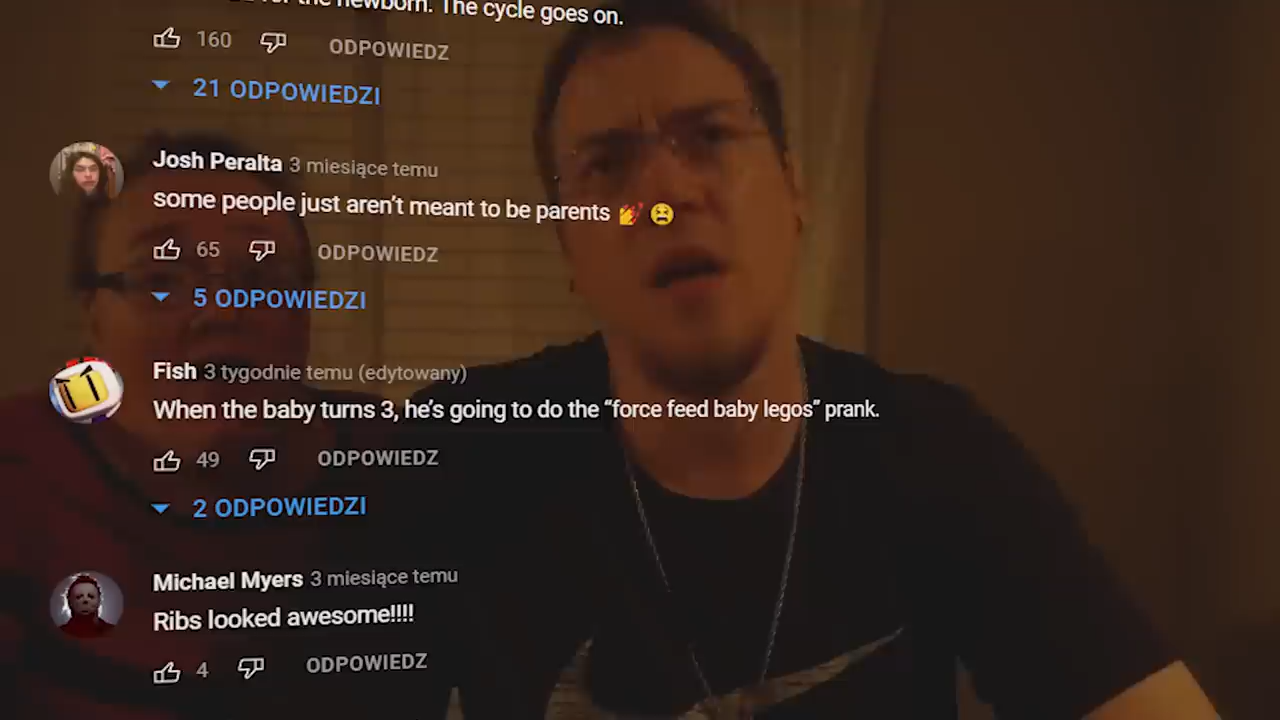 the newborn. The cycle goes on.
160 ODPOWIEDZ
21 ODPOWIEDZI
Josh Peralta 3 miesiące temu
some people just aren't meant to be parents 💅😫
65 ODPOWIEDZ
5 ODPOWIEDZI
Fish 3 tygodnie temu (edytowany)
When the baby turns 3, he's going to do the “force feed baby legos” prank.
49 ODPOWIEDZ
2 ODPOWIEDZI
Michael Myers 3 miesiące temu
Ribs looked awesome!!!!
4 ODPOWIEDZ